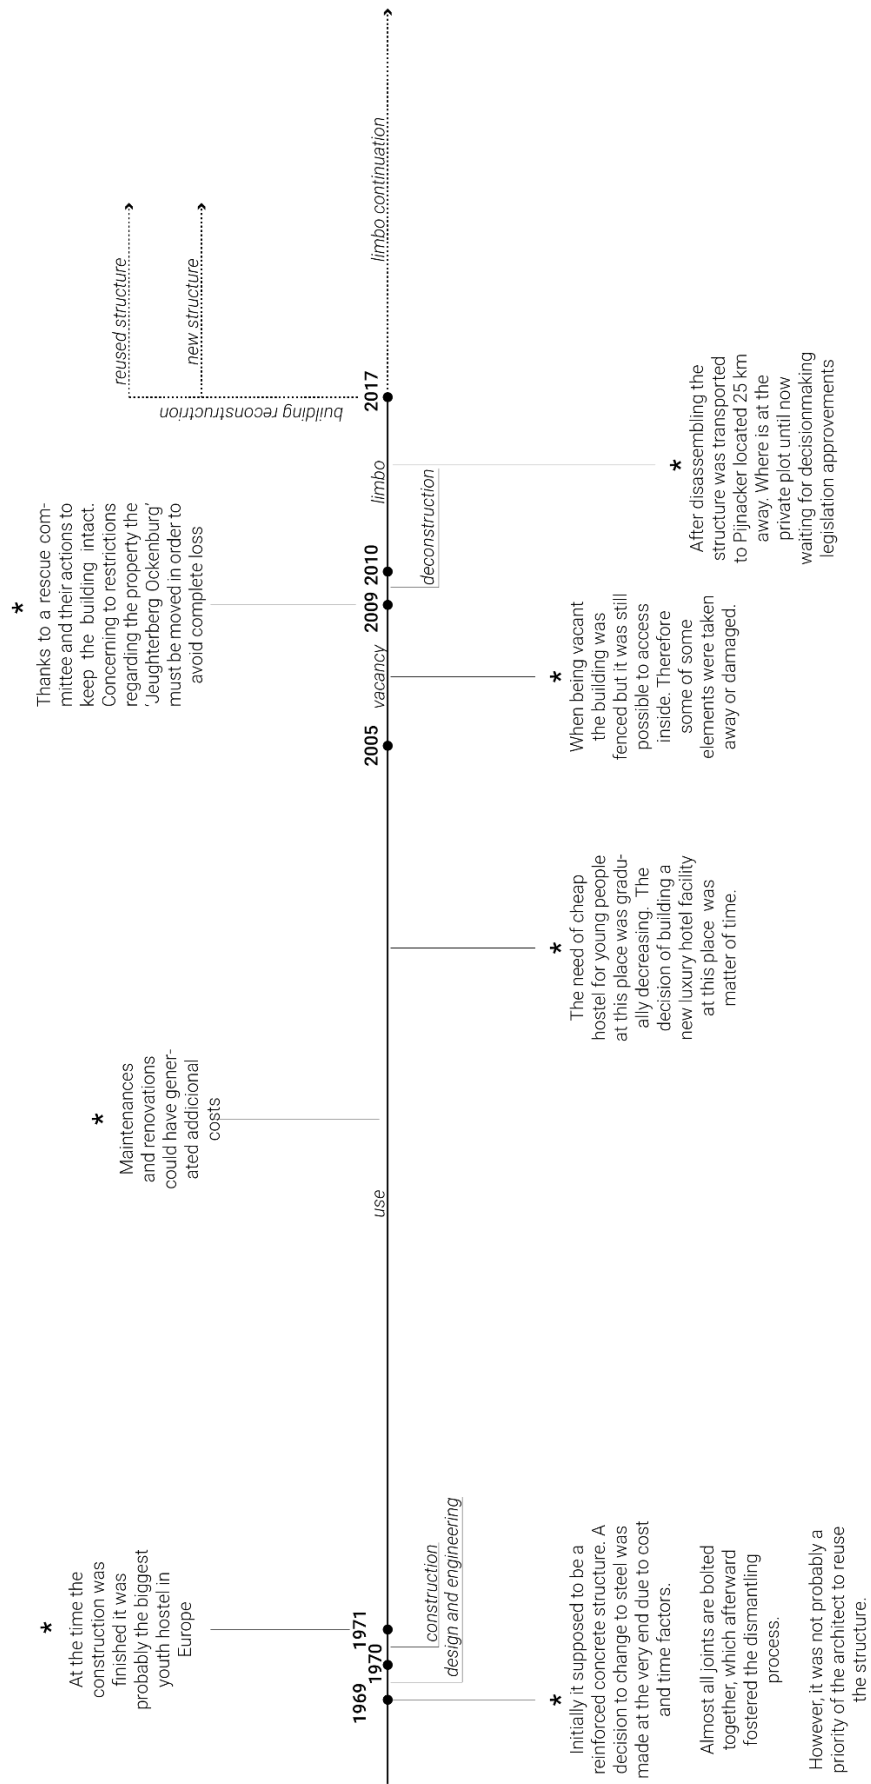 At the time the
construction was
finished it was
probably the biggest
youth hostel in
Europe
Maintenances
and renovations
could have gener-
ated addicional
costs
Thanks to a rescue com-
mittee and their actions to
keep the building intact.
Concerning to restrictions
regarding the property the
'Jeughterberg Ockenburg'
must be moved in order to
avoid complete loss
reused structure
new structure
building reconstruction
1969
1970
1971
use
2005
vacancy
2009
2010
limbo
2017
limbo continuation
design and engineering
construction
deconstruction
Initially it supposed to be a
reinforced concrete structure. A
decision to change to steel was
made at the very end due to cost
and time factors.
Almost all joints are bolted
together, which afterward
fostered the dismantling
process.
However, it was not probably a
priority of the architect to reuse
the structure.
The need of cheap
hostel for young people
at this place was gradu-
ally decreasing. The
decision of building a
new luxury hotel facility
at this place was
matter of time.
When being vacant
the building was
fenced but it was still
possible to access
inside. Therefore
some of some
elements were taken
away or damaged.
After disassembling the
structure was transported
to Pijnacker located 25 km
away. Where is at the
private plot until now
waiting for decisionmaking
legislation approvements